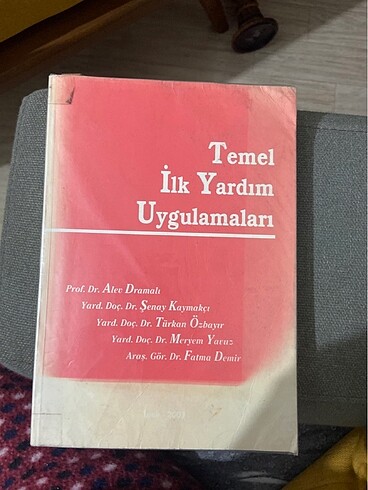 Temel
İlk Yardım
Uygulamaları
Prof. Dr. Alev Dramalı
Yard. Doç. Dr. Şenay Kaymakçı
Yard. Doç. Dr. Türkan Özbayır
Yard. Doç. Dr. Meryem Yavuz
Araş. Gör. Dr. Fatma Demir